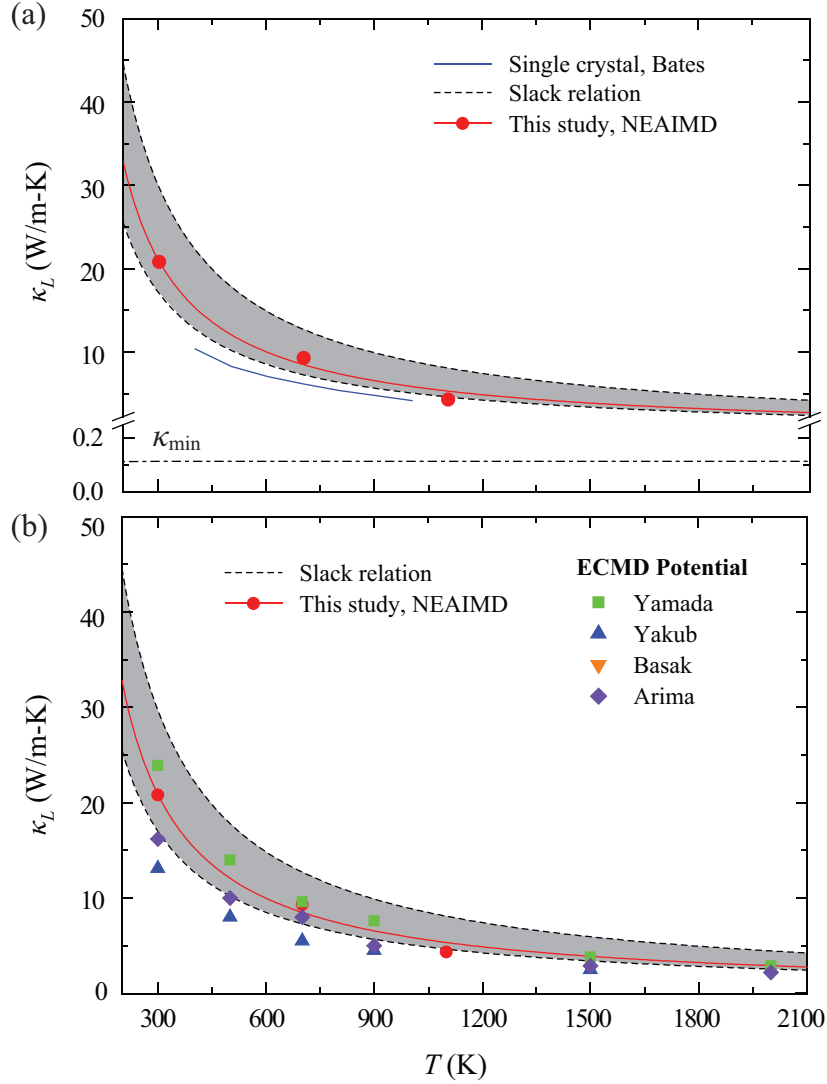 (a)
50
40
30
20
10
0.2
0.0
κL (W/m-K)
Single crystal, Bates
Slack relation
This study, NEAIMD
κmin
(b)
50
40
30
20
10
0
κL (W/m-K)
Slack relation
This study, NEAIMD
ECMD Potential
Yamada
Yakub
Basak
Arima
300 600 900 1200 1500 1800 2100
T (K)